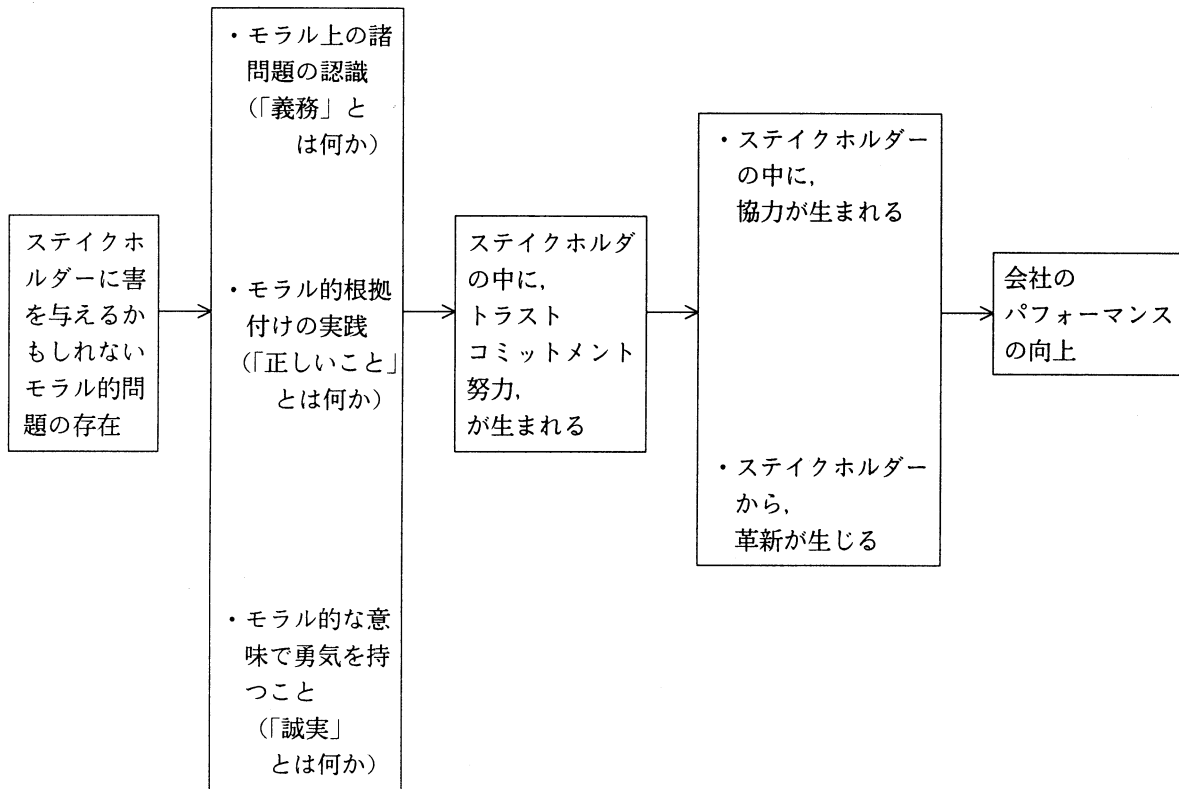 ステイクホ
ルダーに害
を与えるか
もしれない
モラル的問
題の存在
・モラル上の諸
問題の認識
(「義務」と
は何か)
・モラル的根拠
付けの実践
(「正しいこと」
とは何か)
・モラル的な意
味で勇気を持
つこと
(「誠実」
とは何か)
ステイクホルダ
の中に,
トラスト
コミットメント
努力,
が生まれる
・ステイクホルダー
の中に,
協力が生まれる
・ステイクホルダー
から,
革新が生じる
会社の
パフォーマンス
の向上